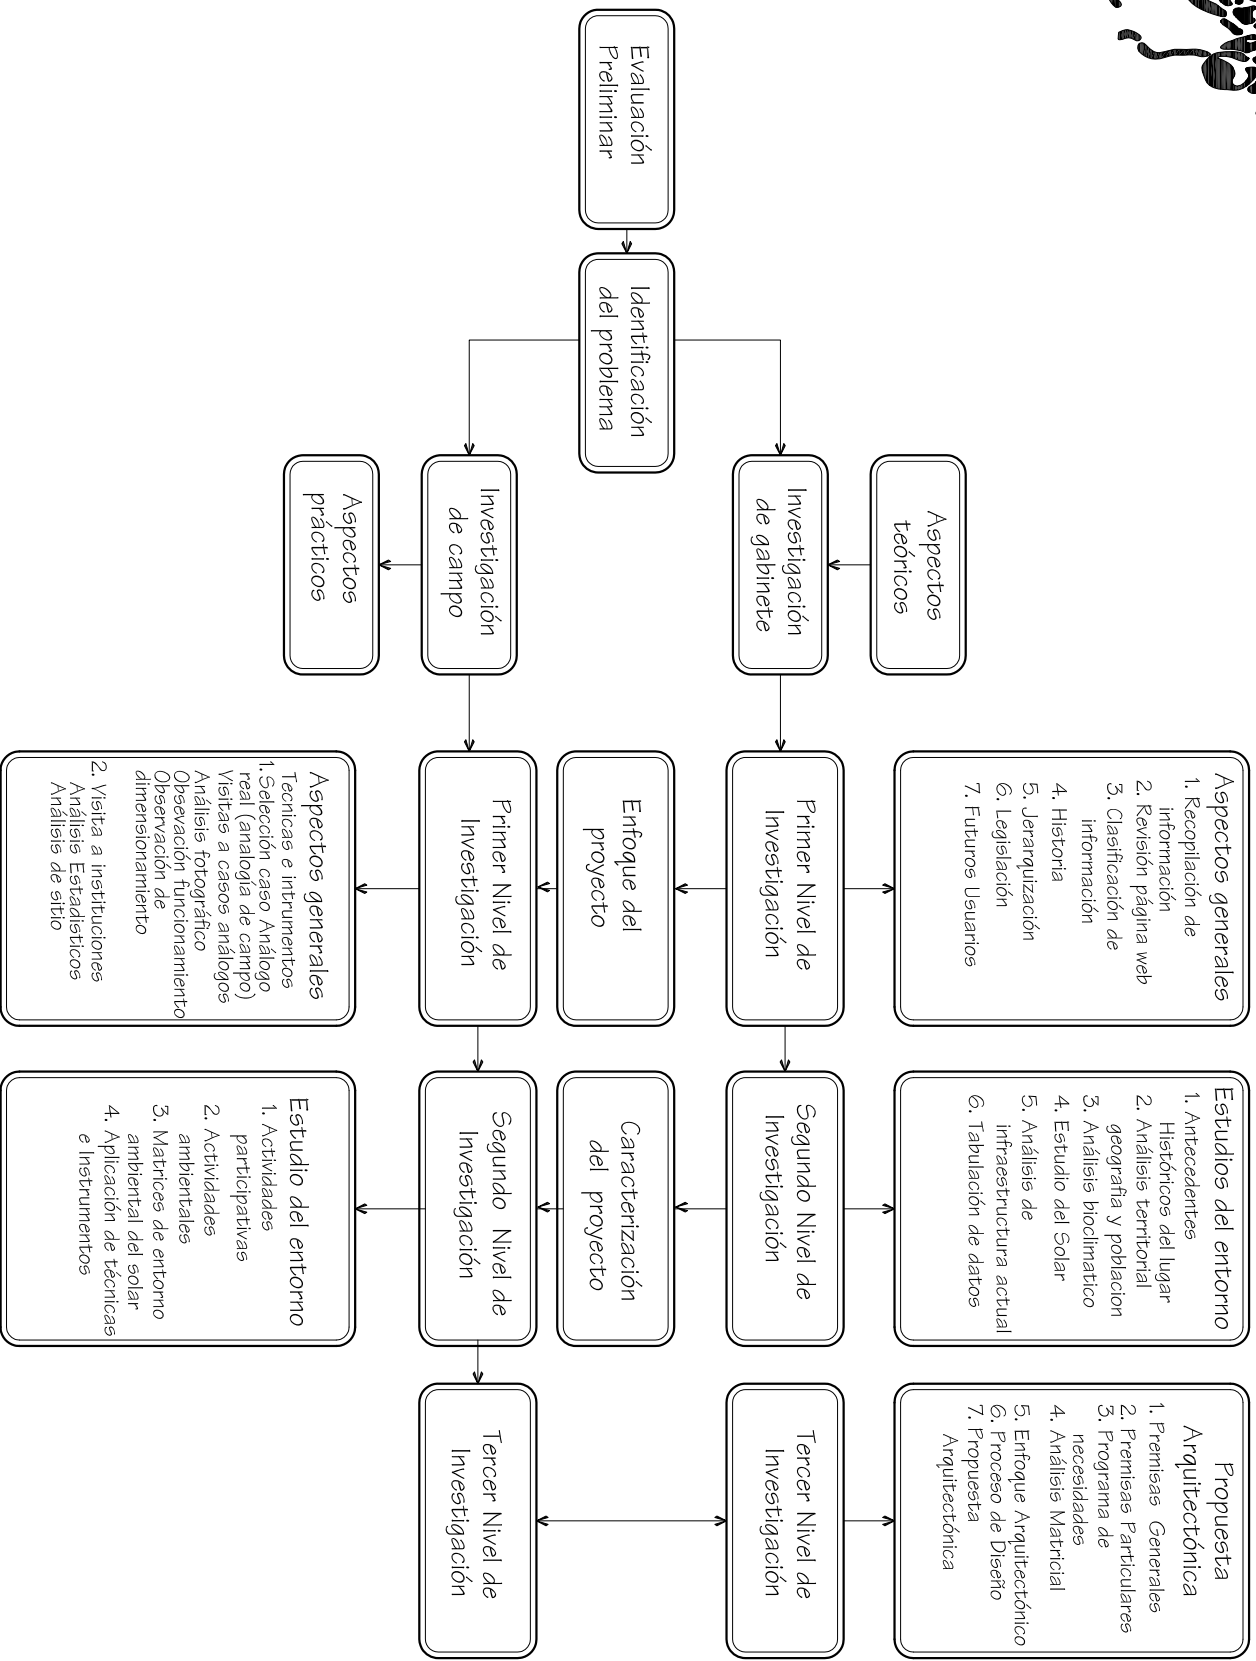 Evaluación
Preliminar
Identificación
del problema
Aspectos
teóricos
Investigación
de gabinete
Investigación
de campo
Aspectos
prácticos
Aspectos generales
1. Recopilación de
información
2. Revisión página web
3. Clasificación de
información
4. Historia
5. Jerarquización
6. Legislación
7. Futuros Usuarios
Primer Nivel de
Investigación
Enfoque del
proyecto
Primer Nivel de
Investigación
Aspectos generales
Tecnicas e intrumentos
1. Selección caso Análogo
real (analogia de campo)
Visitas a casos análogos
Análisis fotográfico
Obsevación funcionamiento
Observación de
dimensionamiento
2. Visita a instituciones
Análisis Estadisticos
Análisis de sitio
Estudios del entorno
1. Antecedentes
Históricos del lugar
2. Análisis territorial
geografia y poblacion
3. Análisis bioclimatico
4. Estudio del Solar
5. Análisis de
infraestructura actual
6. Tabulación de datos
Segundo Nivel de
Investigación
Caracterización
del proyecto
Segundo Nivel de
Investigación
Estudio del entorno
1. Actividades
participativas
2. Actividades
ambientales
3. Matrices de entorno
ambiental del solar
4. Aplicación de técnicas
e Instrumentos
Propuesta
Arquitectónica
1. Premisas Generales
2. Premisas Particulares
3. Programa de
necesidades
4. Análisis Matricial
5. Enfoque Arquitectónico
6. Proceso de Diseño
7. Propuesta
Arquitectónica
Tercer Nivel de
Investigación
Tercer Nivel de
Investigación